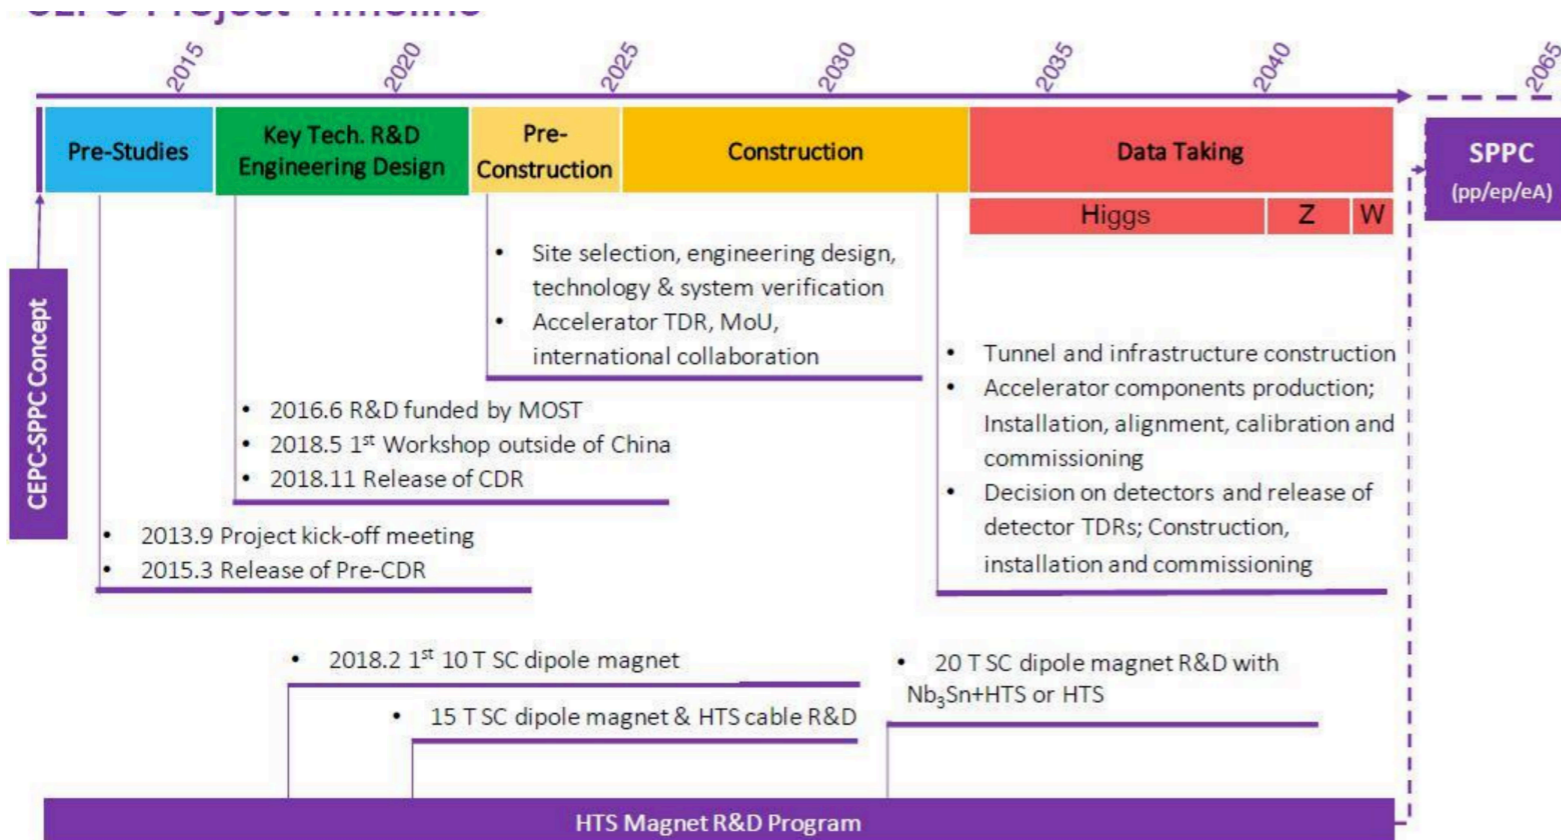 2015
2020
2025
2030
2035
2040
2065
Pre-Studies
Key Tech. R&D
Engineering Design
Pre-
Construction
Construction
Data Taking
SPPC
(pp/ep/eA)
Higgs
Z
W
CEPC-SPPC Concept
• Site selection, engineering design,
technology & system verification
• Accelerator TDR, MoU,
international collaboration
• Tunnel and infrastructure construction
• Accelerator components production;
Installation, alignment, calibration and
commissioning
• Decision on detectors and release of
detector TDRs; Construction,
installation and commissioning
• 2016.6 R&D funded by MOST
• 2018.5 1st Workshop outside of China
• 2018.11 Release of CDR
• 2013.9 Project kick-off meeting
• 2015.3 Release of Pre-CDR
• 2018.2 1st 10 T SC dipole magnet
• 15 T SC dipole magnet & HTS cable R&D
• 20 T SC dipole magnet R&D with
Nb₃Sn+HTS or HTS
HTS Magnet R&D Program